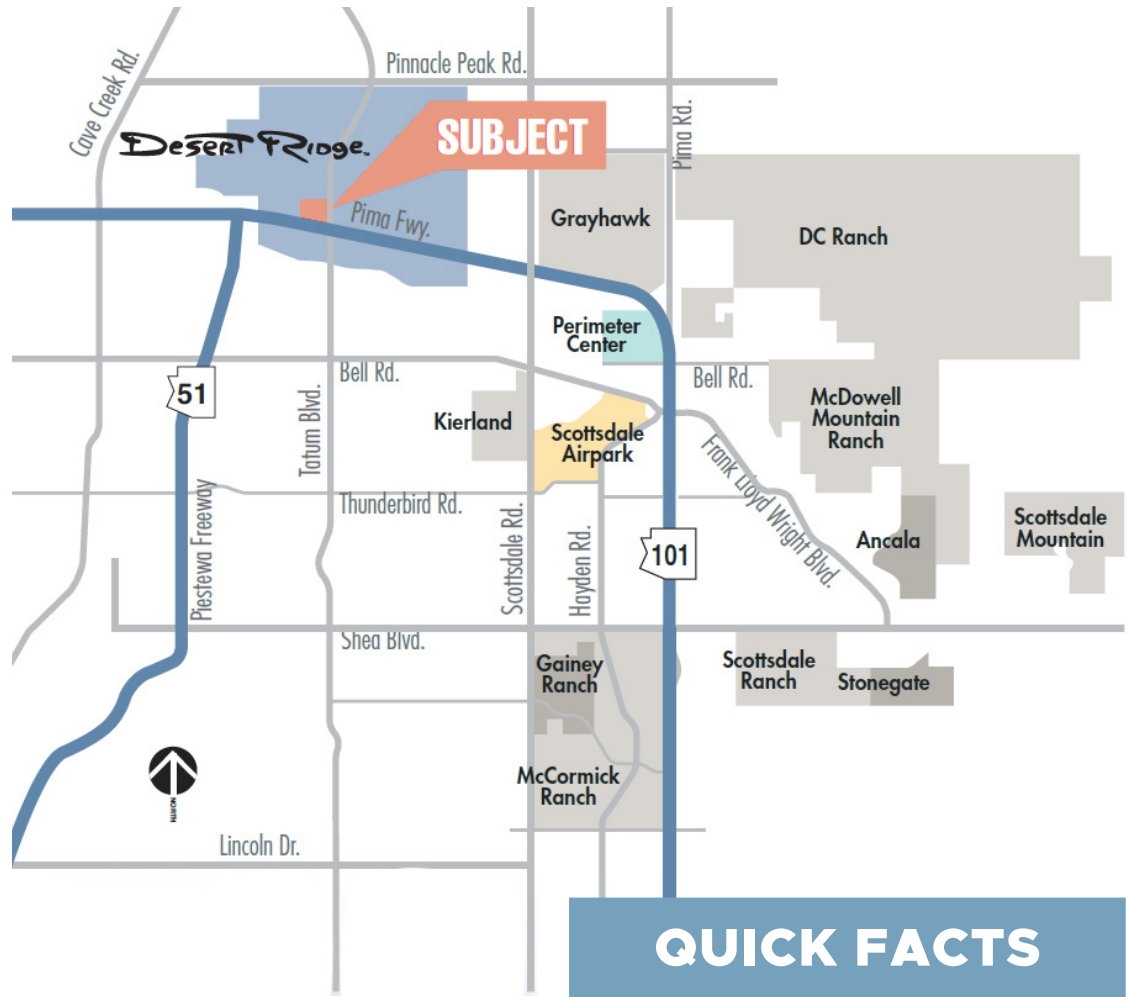 Pinnacle Peak Rd.
Cave Creek Rd.
Desert Ridge
SUBJECT
Pima Rd.
Pima Fwy.
Grayhawk
DC Ranch
Perimeter
Center
Bell Rd.
Bell Rd.
51
Tatum Blvd.
Kierland
Scottsdale
Airpark
McDowell
Mountain
Ranch
Frank Lloyd Wright Blvd.
Thunderbird Rd.
Piestewa Freeway
Scottsdale Rd.
Hayden Rd.
101
Ancala
Scottsdale
Mountain
Shea Blvd.
Gainey
Ranch
Scottsdale
Ranch
Stonegate
McCormick
Ranch
NORTH
Lincoln Dr.
QUICK FACTS